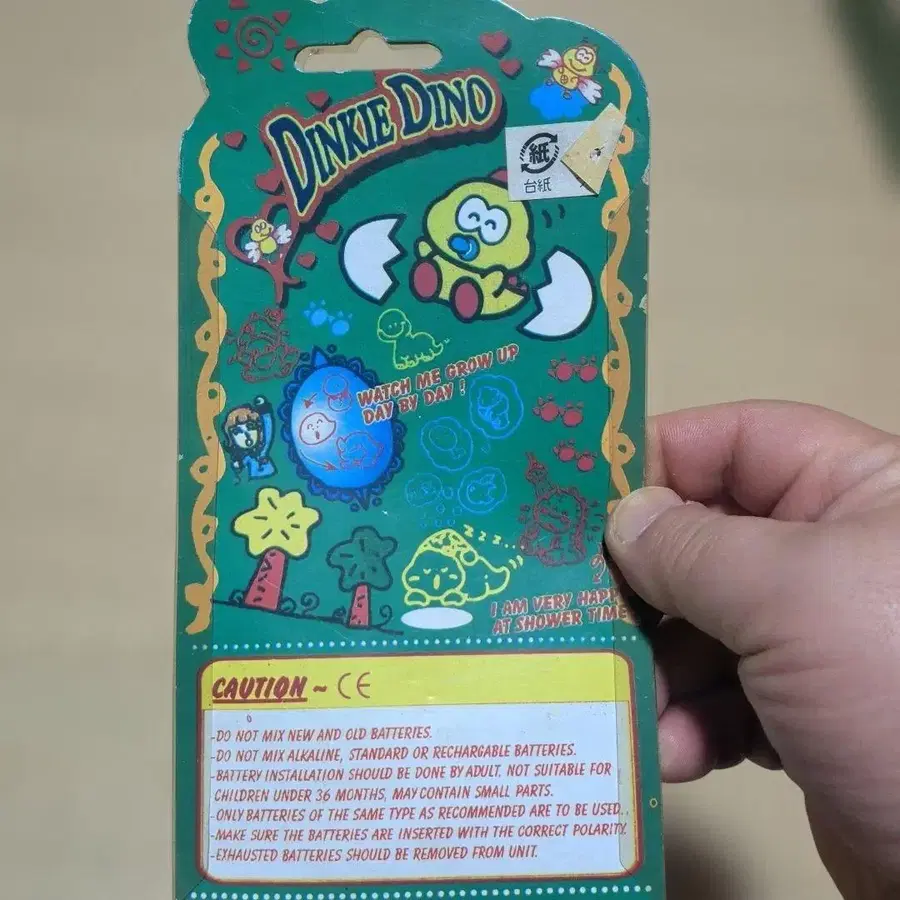 DINKIE DINO
紙
台紙
WATCH ME GROW UP
DAY BY DAY !
Z Z Z . . .
I AM VERY HAPP
AT SHOWER TIME
CAUTION ~ CE
-DO NOT MIX NEW AND OLD BATTERIES.
-DO NOT MIX ALKALINE, STANDARD OR RECHARGABLE BATTERIES.
-BATTERY INSTALLATION SHOULD BE DONE BY ADULT, NOT SUITABLE FOR
CHILDREN UNDER 36 MONTHS, MAY CONTAIN SMALL PARTS.
-ONLY BATTERIES OF THE SAME TYPE AS RECOMMENDED ARE TO BE USED.
-MAKE SURE THE BATTERIES ARE INSERTED WITH THE CORRECT POLARITY.
-EXHAUSTED BATTERIES SHOULD BE REMOVED FROM UNIT.